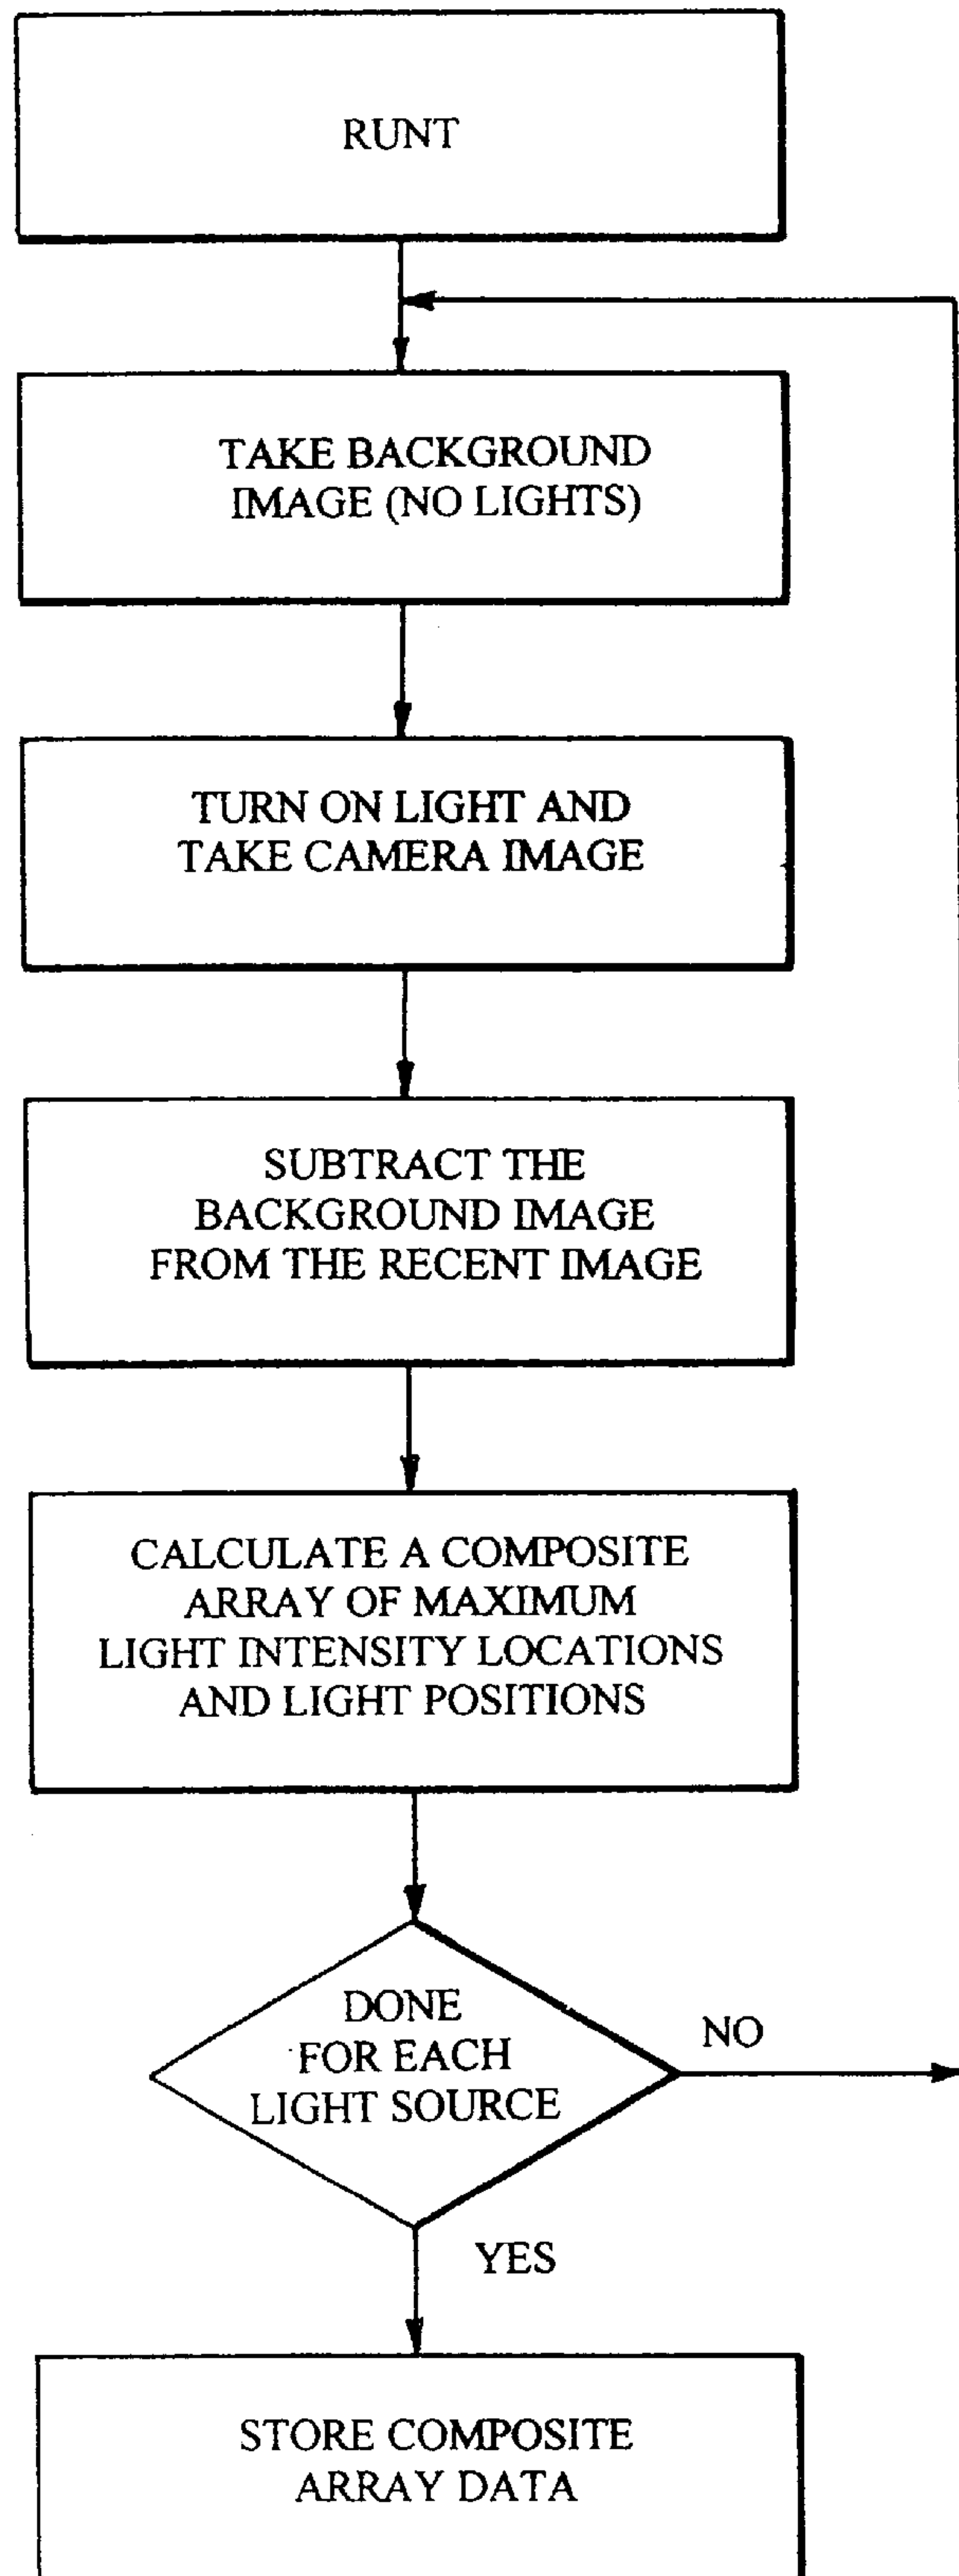 RUNT
TAKE BACKGROUND
IMAGE (NO LIGHTS)
TURN ON LIGHT AND
TAKE CAMERA IMAGE
SUBTRACT THE
BACKGROUND IMAGE
FROM THE RECENT IMAGE
CALCULATE A COMPOSITE
ARRAY OF MAXIMUM
LIGHT INTENSITY LOCATIONS
AND LIGHT POSITIONS
DONE
FOR EACH
LIGHT SOURCE
NO
YES
STORE COMPOSITE
ARRAY DATA